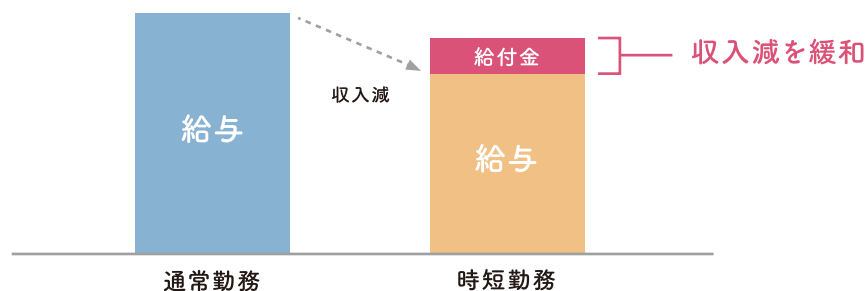 給付金
収入減を緩和
収入減
給与
給与
通常勤務
時短勤務